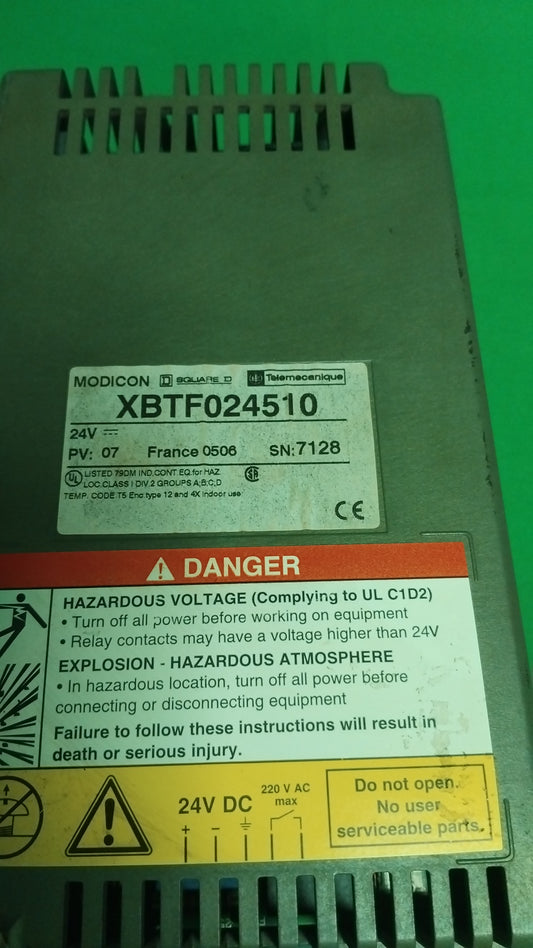 MODICON SQUARE D Telemecanique
XBTF024510
24V
PV: 07 France 0506 SN:7128
UL LISTED 79DM IND.CONT.EQ.for HAZ.
LOC.CLASS I DIV.2 GROUPS A,B,C,D
TEMP. CODE T5 Enc type 12 and 4X indoor use
CE
DANGER
HAZARDOUS VOLTAGE (Complying to UL C1D2)
• Turn off all power before working on equipment
• Relay contacts may have a voltage higher than 24V
EXPLOSION - HAZARDOUS ATMOSPHERE
• In hazardous location, turn off all power before
connecting or disconnecting equipment
Failure to follow these instructions will result in
death or serious injury.
24V DC
+ –
220 V AC
max
Do not open.
No user
serviceable parts.